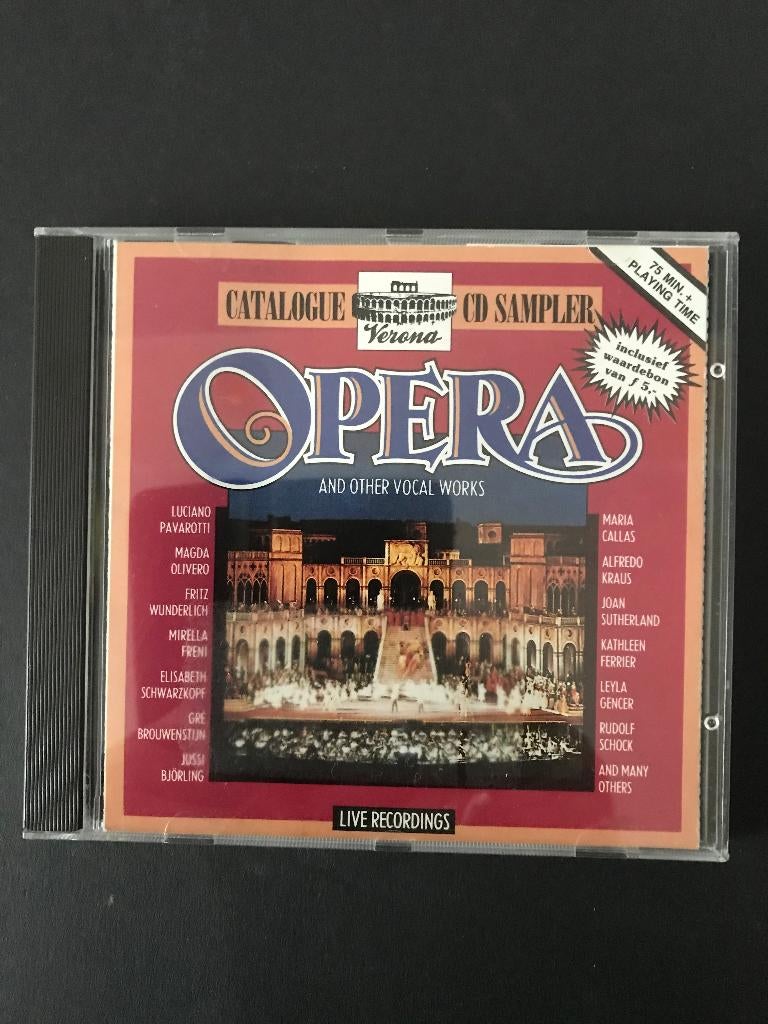 75 MIN. +
PLAYING TIME
CATALOGUE
Verona
CD SAMPLER
inclusief
waardebon
van f 5,-
OPERA
AND OTHER VOCAL WORKS
LUCIANO
PAVAROTTI
MAGDA
OLIVERO
FRITZ
WUNDERLICH
MIRELLA
FRENI
ELISABETH
SCHWARZKOPF
GRÉ
BROUWENSTIJN
JUSSI
BJÖRLING
MARIA
CALLAS
ALFREDO
KRAUS
JOAN
SUTHERLAND
KATHLEEN
FERRIER
LEYLA
GENCER
RUDOLF
SCHOCK
AND MANY
OTHERS
LIVE RECORDINGS